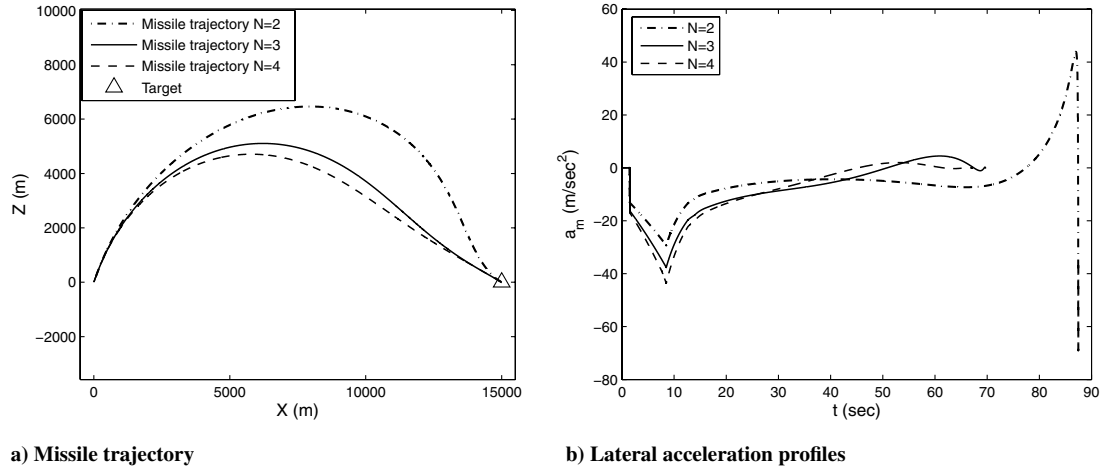 10000
8000
6000
4000
2000
0
−2000
Z (m)
0
5000
10000
15000
X (m)
Missile trajectory N=2
Missile trajectory N=3
Missile trajectory N=4
Target
a) Missile trajectory
60
40
20
0
−20
−40
−60
−80
a_m (m/sec²)
0
10
20
30
40
50
60
70
80
90
t (sec)
N=2
N=3
N=4
b) Lateral acceleration profiles